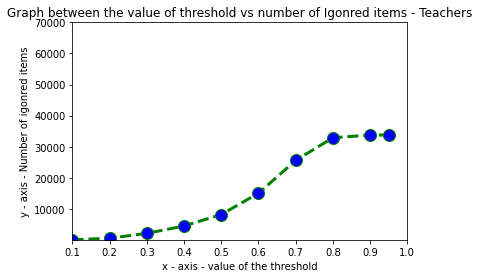 Graph between the value of threshold vs number of Igonred items - Teachers
y - axis - Number of igonred items
70000
60000
50000
40000
30000
20000
10000
0.1 0.2 0.3 0.4 0.5 0.6 0.7 0.8 0.9 1.0
x - axis - value of the threshold